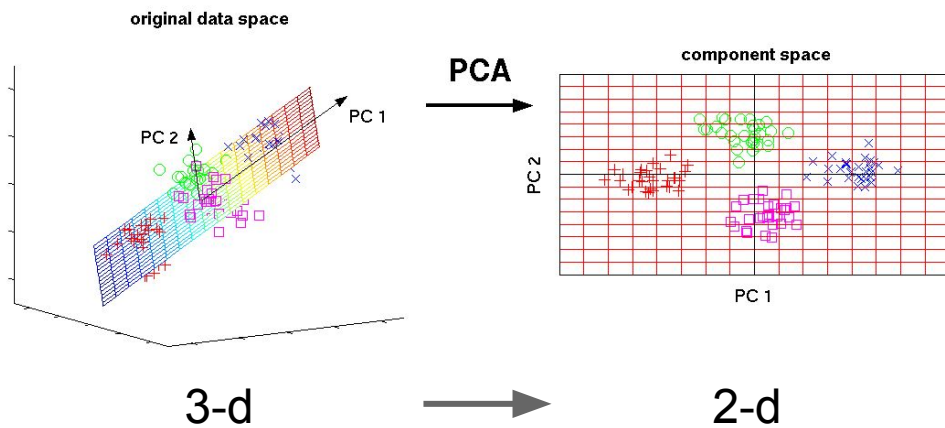 original data space
component space
PCA
PC 1
PC 2
PC 2
PC 1
3-d
2-d